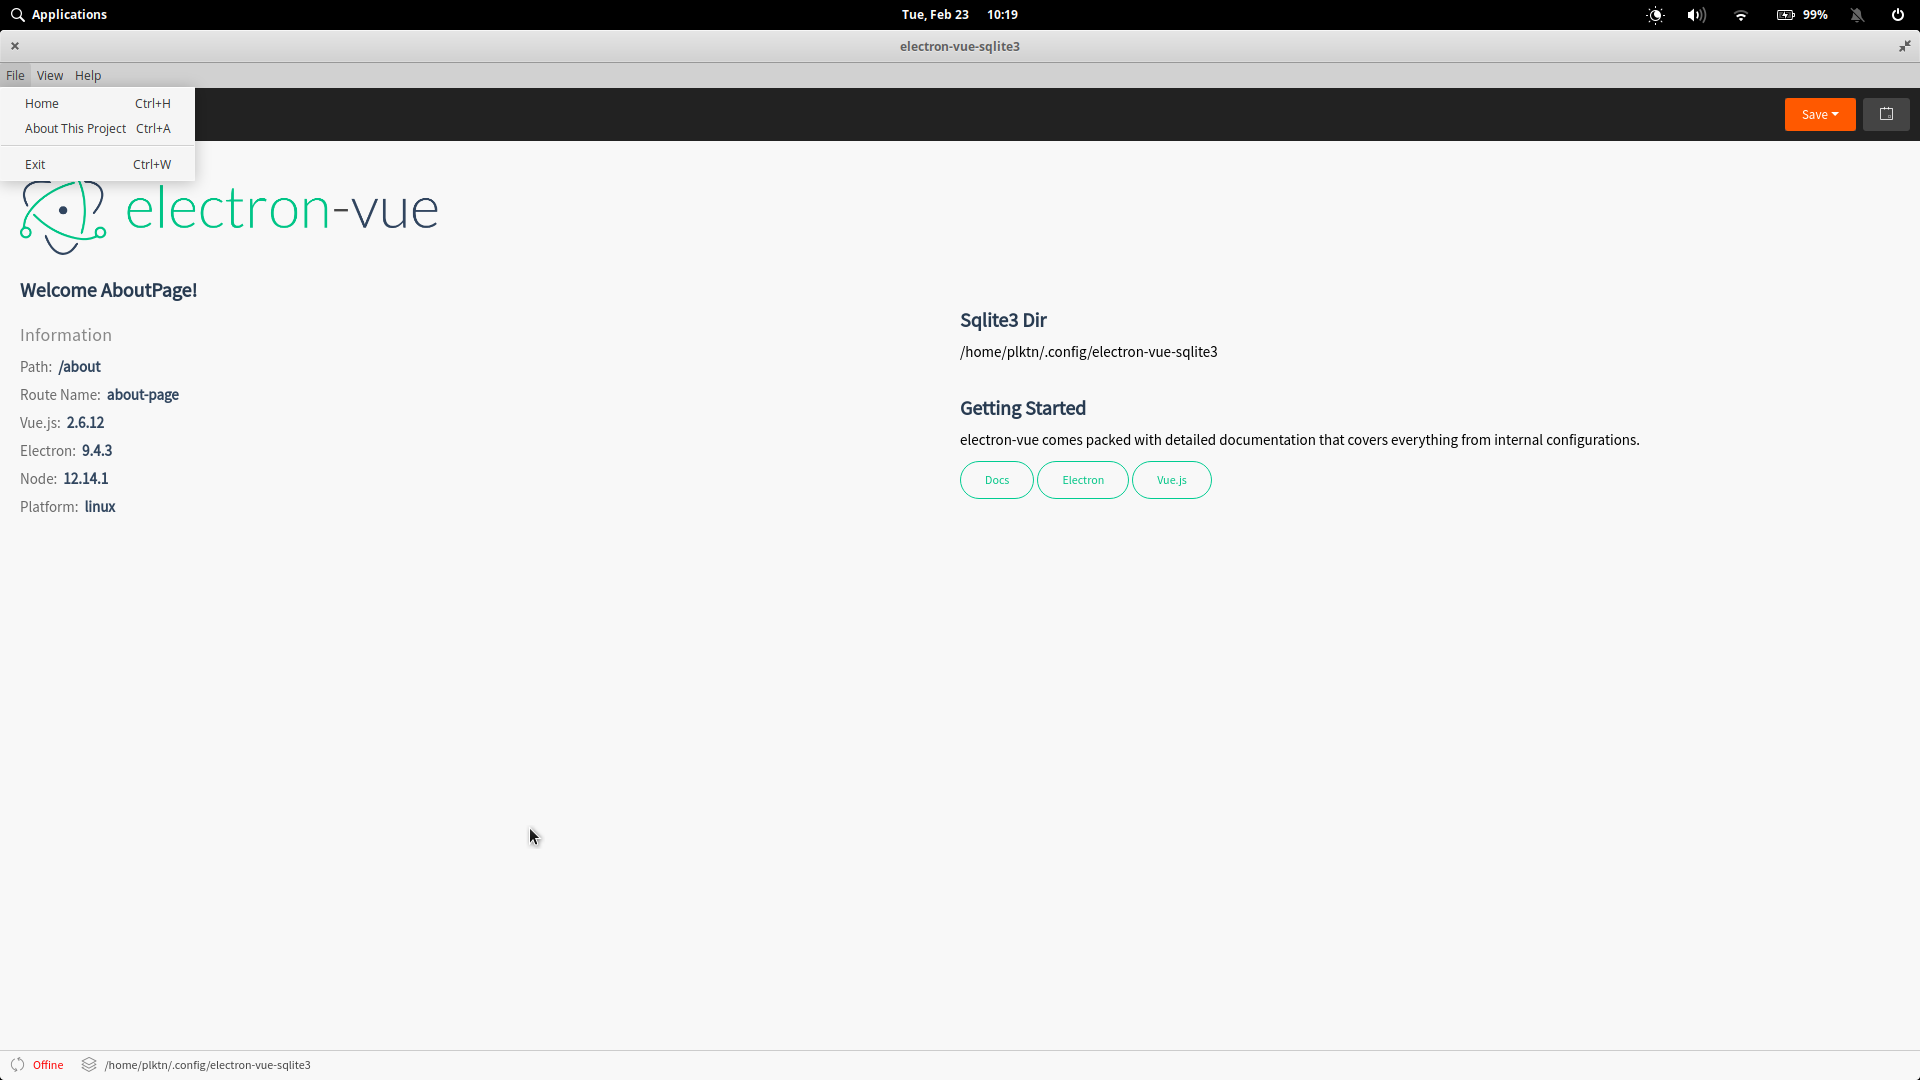 Applications
Tue, Feb 23 10:19
99%
electron-vue-sqlite3
File View Help
Home Ctrl+H
About This Project Ctrl+A
Exit Ctrl+W
Save
electron-vue
Welcome AboutPage!
Information
Path: /about
Route Name: about-page
Vue.js: 2.6.12
Electron: 9.4.3
Node: 12.14.1
Platform: linux
Sqlite3 Dir
/home/plktn/.config/electron-vue-sqlite3
Getting Started
electron-vue comes packed with detailed documentation that covers everything from internal configurations.
Docs Electron Vue.js
Offine /home/plktn/.config/electron-vue-sqlite3